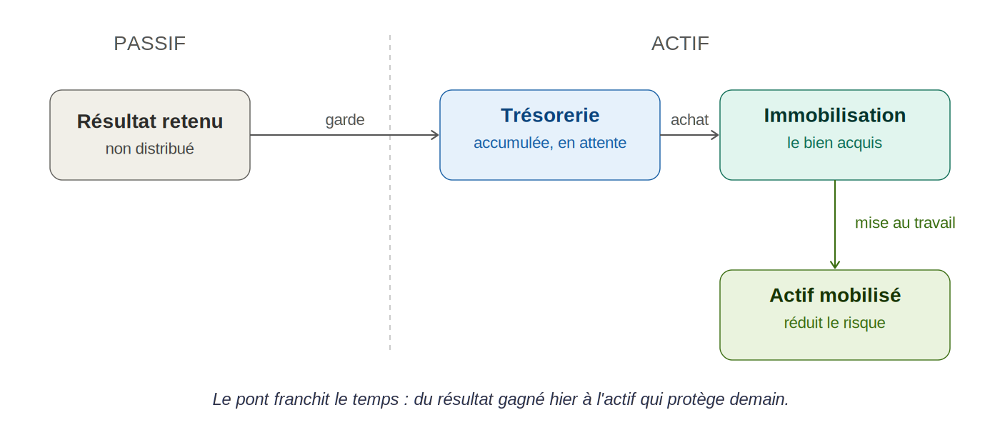 PASSIF
ACTIF
Résultat retenu
non distribué
garde
Trésorerie
accumulée, en attente
achat
Immobilisation
le bien acquis
mise au travail
Actif mobilisé
réduit le risque
Le pont franchit le temps : du résultat gagné hier à l'actif qui protège demain.